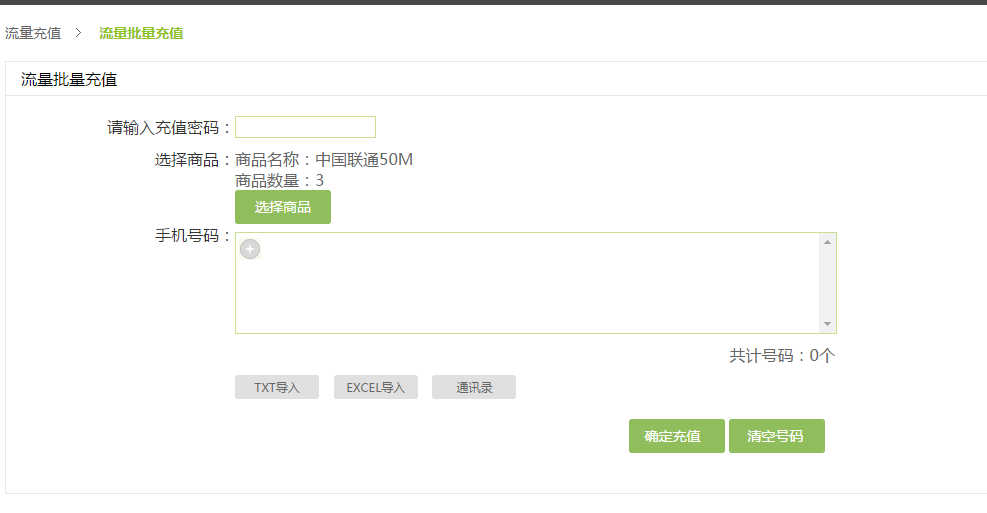 流量充值 > 流量批量充值
流量批量充值
请输入充值密码：
选择商品：商品名称：中国联通50M
商品数量：3
选择商品
手机号码：
共计号码：0个
TXT导入 EXCEL导入 通讯录
确定充值 清空号码